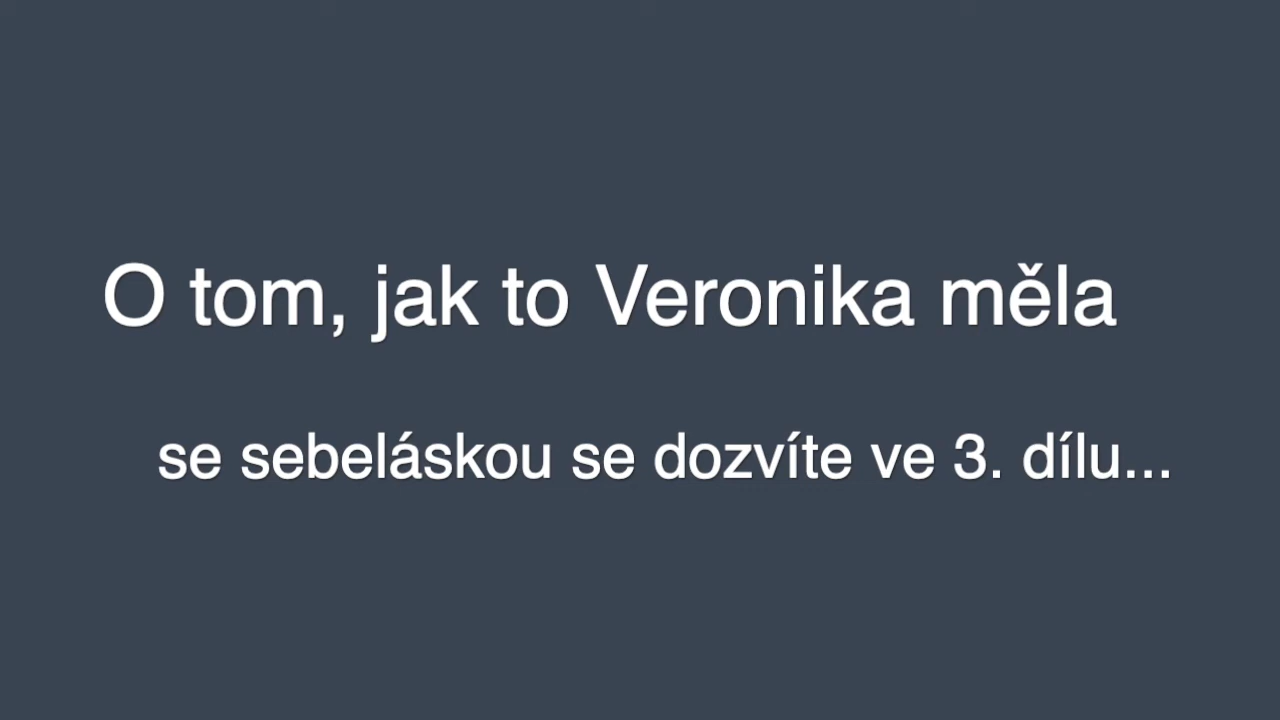 O tom, jak to Veronika měla
se sebeláskou se dozvíte ve 3. dílu...